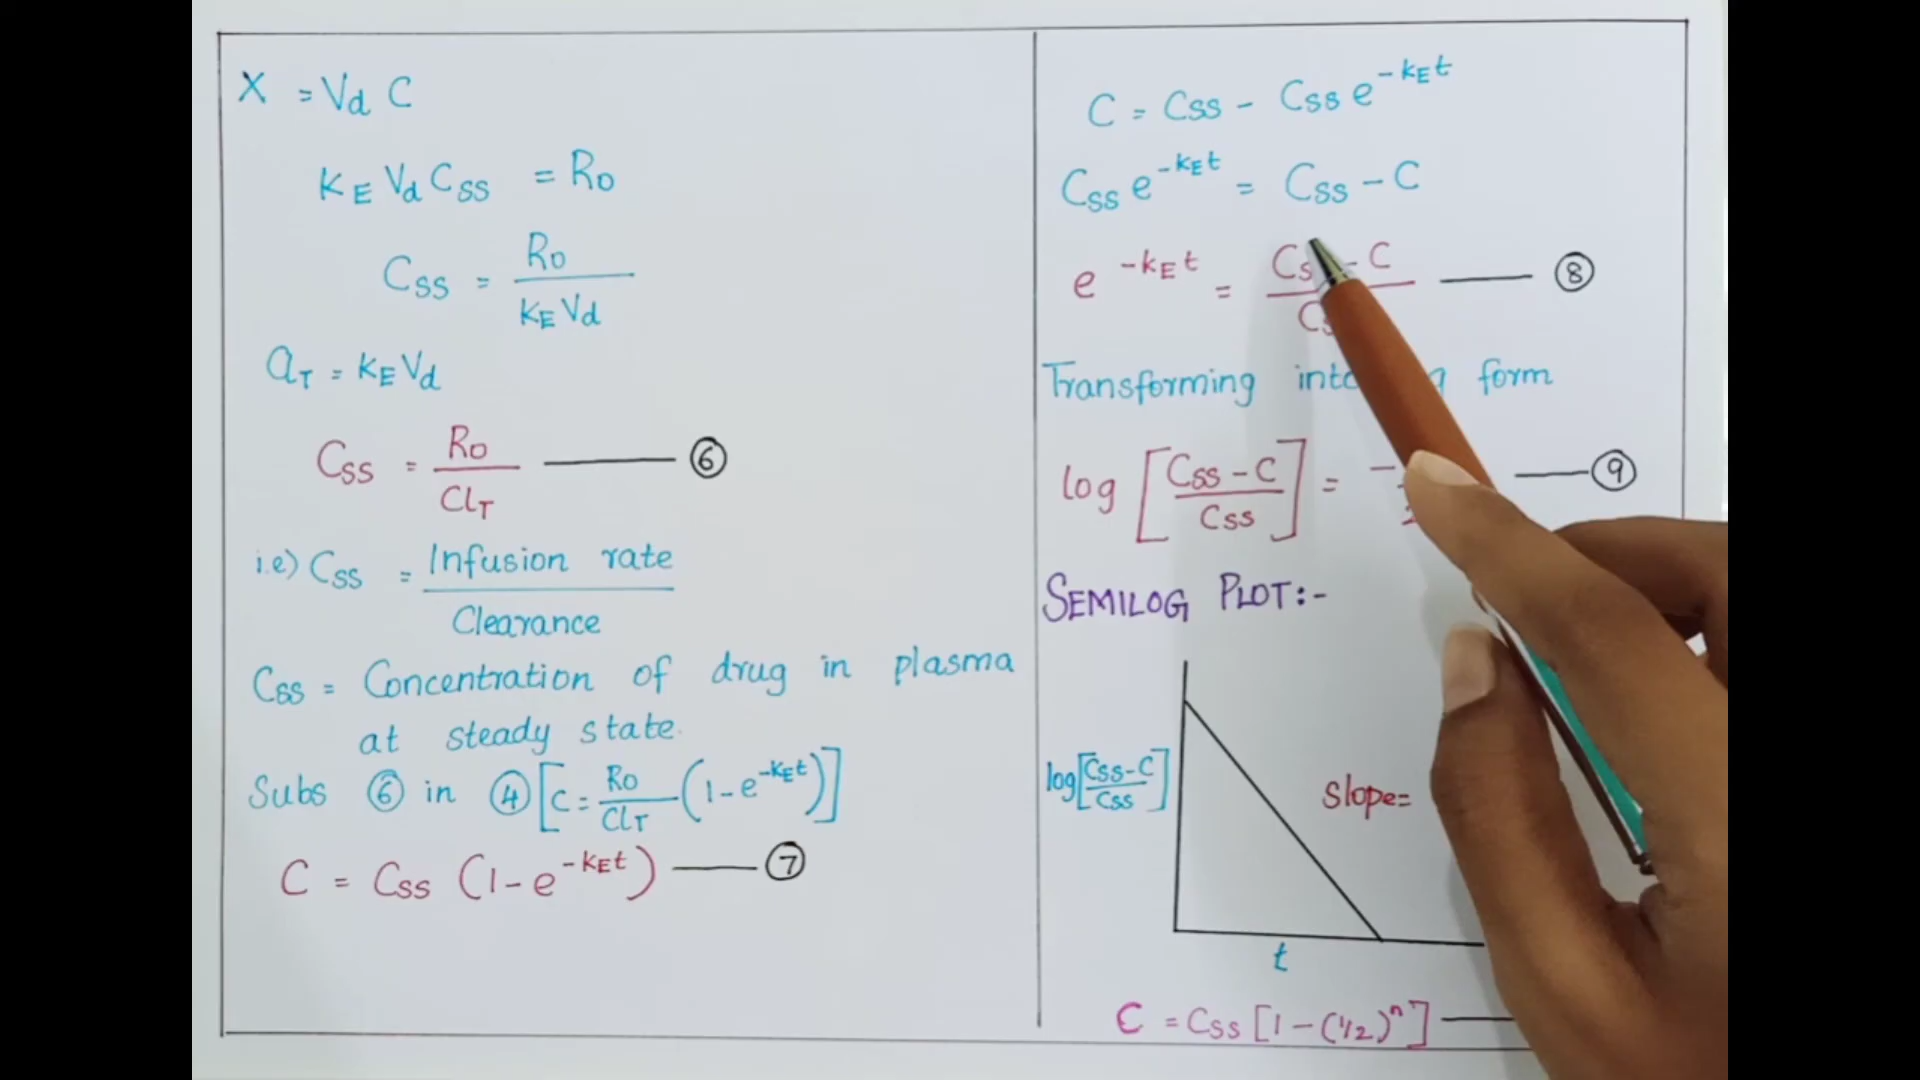 X = Vd C
KE Vd Css = R0
Css = R0 / KE Vd
ClT = KE Vd
Css = R0 / ClT —— ⑥
i.e) Css = Infusion rate / Clearance
Css = Concentration of drug in plasma
at steady state.
Subs ⑥ in ④ [C = R0 / ClT (1 - e^-KEt)]
C = Css (1 - e^-KEt) —— ⑦
C = Css - Css e^-KEt
Css e^-KEt = Css - C
e^-KEt = Css - C / Css —— ⑧
Transforming into form
log [Css - C / Css] = - —— ⑨
SEMILOG PLOT:-
log [Css-C / Css]
Slope=
t
C = Css [1 - (1/2)^n] ——